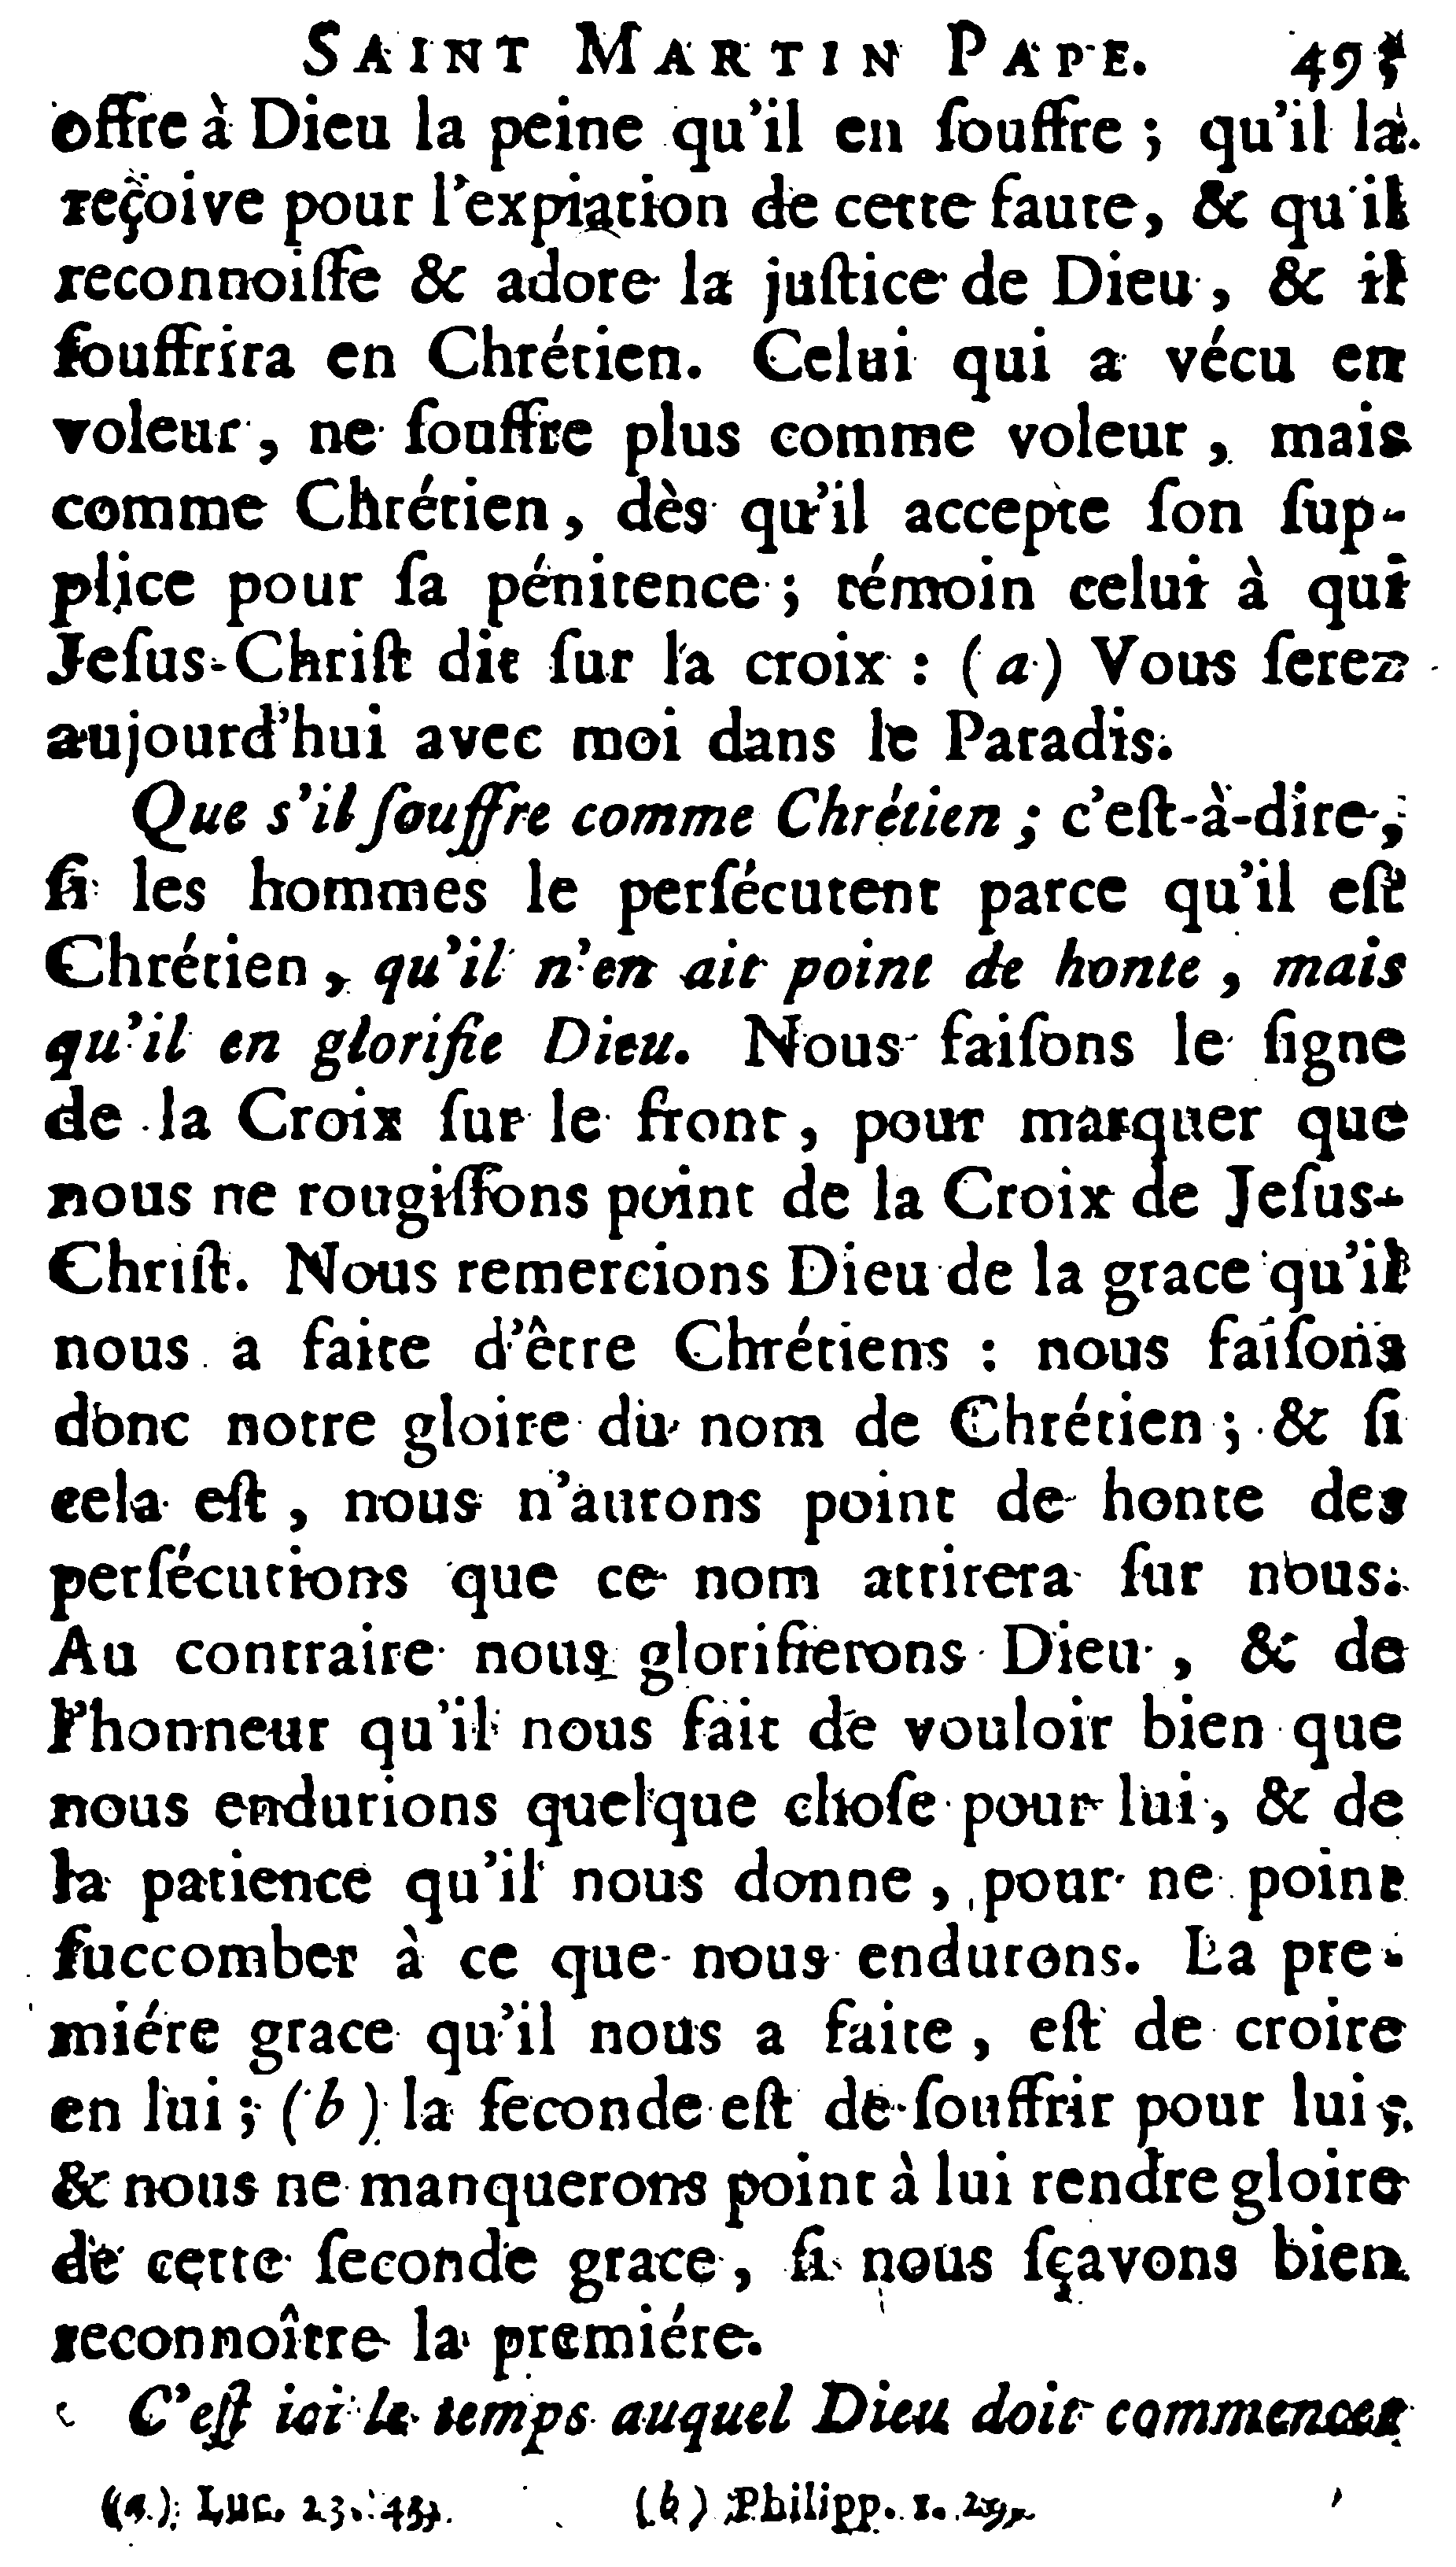 SAINT MARTIN PAPE. 495
offre à Dieu la peine qu'il en ſouffre ; qu'il la
reçoive pour l'expiation de cette faute, & qu'il
reconnoiſſe & adore la juſtice de Dieu, & il
ſouffrira en Chrétien. Celui qui a vécu en
voleur, ne ſouffre plus comme voleur, mais
comme Chrétien, dès qu'il accepte ſon ſup-
plice pour ſa pénitence ; témoin celui à qui
Jeſus-Chriſt dit ſur la croix : (a) Vous ſerez
aujourd'hui avec moi dans le Paradis.
Que s'il ſouffre comme Chrétien ; c'eſt-à-dire,
ſi les hommes le perſécutent parce qu'il eſt
Chrétien, qu'il n'en ait point de honte, mais
qu'il en glorifie Dieu. Nous faiſons le ſigne
de la Croix ſur le front, pour marquer que
nous ne rougiſſons point de la Croix de Jeſus-
Chriſt. Nous remercions Dieu de la grace qu'il
nous a faite d'être Chrétiens : nous faiſons
donc notre gloire du nom de Chrétien ; & ſi
cela eſt, nous n'aurons point de honte des
perſécutions que ce nom attirera ſur nous.
Au contraire nous glorifierons Dieu, & de
l'honneur qu'il nous fait de vouloir bien que
nous endurions quelque choſe pour lui, & de
la patience qu'il nous donne, pour ne point
ſuccomber à ce que nous endurons. La pre-
miére grace qu'il nous a faite, eſt de croire
en lui ; (b) la ſeconde eſt de ſouffrir pour lui ;
& nous ne manquerons point à lui rendre gloire
de cette ſeconde grace, ſi nous ſçavons bien
reconnoître la premiére.
C'eſt ici le temps auquel Dieu doit commencer
(a) Luc. 23. 43. (b) Philipp. 1. 29.